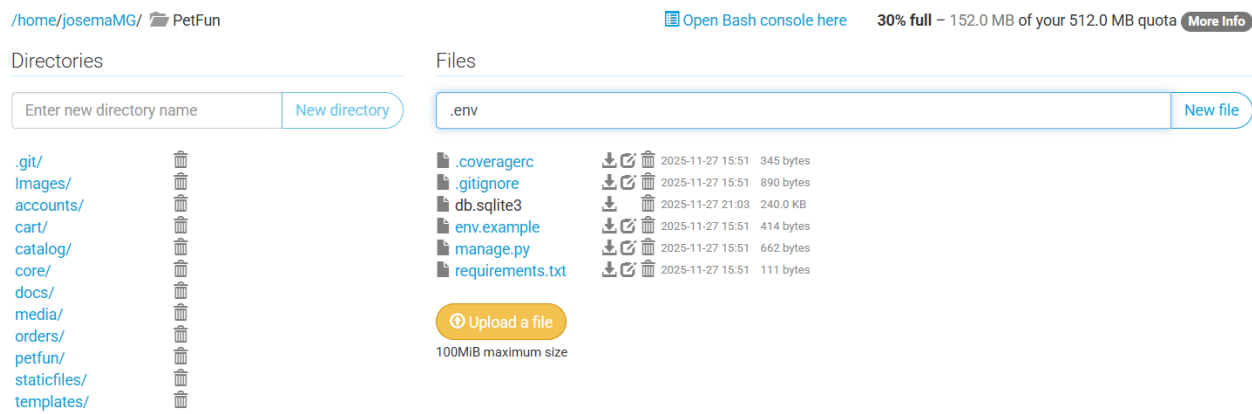 /home/josemaMG/ PetFun
Open Bash console here 30% full – 152.0 MB of your 512.0 MB quota More Info
Directories
Enter new directory name New directory
.git/
Images/
accounts/
cart/
catalog/
core/
docs/
media/
orders/
petfun/
staticfiles/
templates/
Files
.env New file
.coveragerc 2025-11-27 15:51 345 bytes
.gitignore 2025-11-27 15:51 890 bytes
db.sqlite3 2025-11-27 21:03 240.0 KB
env.example 2025-11-27 15:51 414 bytes
manage.py 2025-11-27 15:51 662 bytes
requirements.txt 2025-11-27 15:51 111 bytes
Upload a file
100MiB maximum size